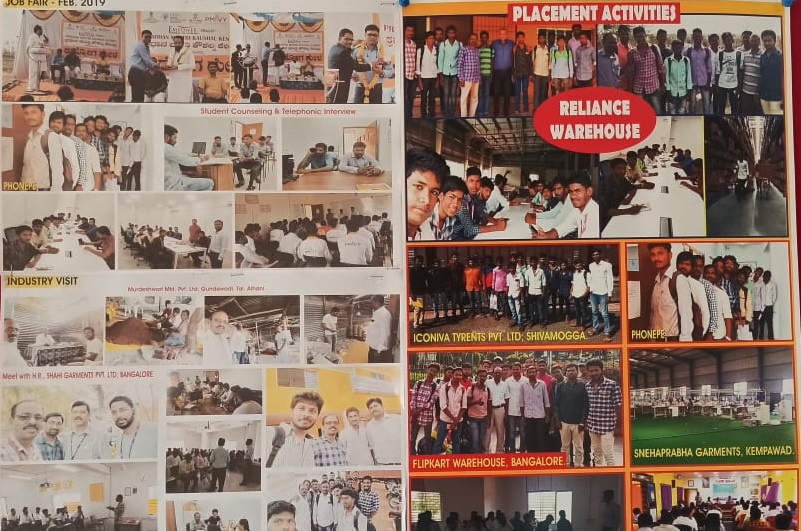 JOB FAIR - FEB. 2019
Student Counseling & Telephonic Interview
PHONEPE
INDUSTRY VISIT
Murdeshwari Mkt. Pvt. Ltd; Gundewadi, Tal. Athani.
Meet with H.R., SHAHI GARMENTS PVT. LTD; BANGALORE
PLACEMENT ACTIVITIES
RELIANCE
WAREHOUSE
ICONIVA TYRENTS PVT. LTD; SHIVAMOGGA.
PHONEPE
FLIPKART WAREHOUSE, BANGALORE
SNEHAPRABHA GARMENTS, KEMPAWAD.